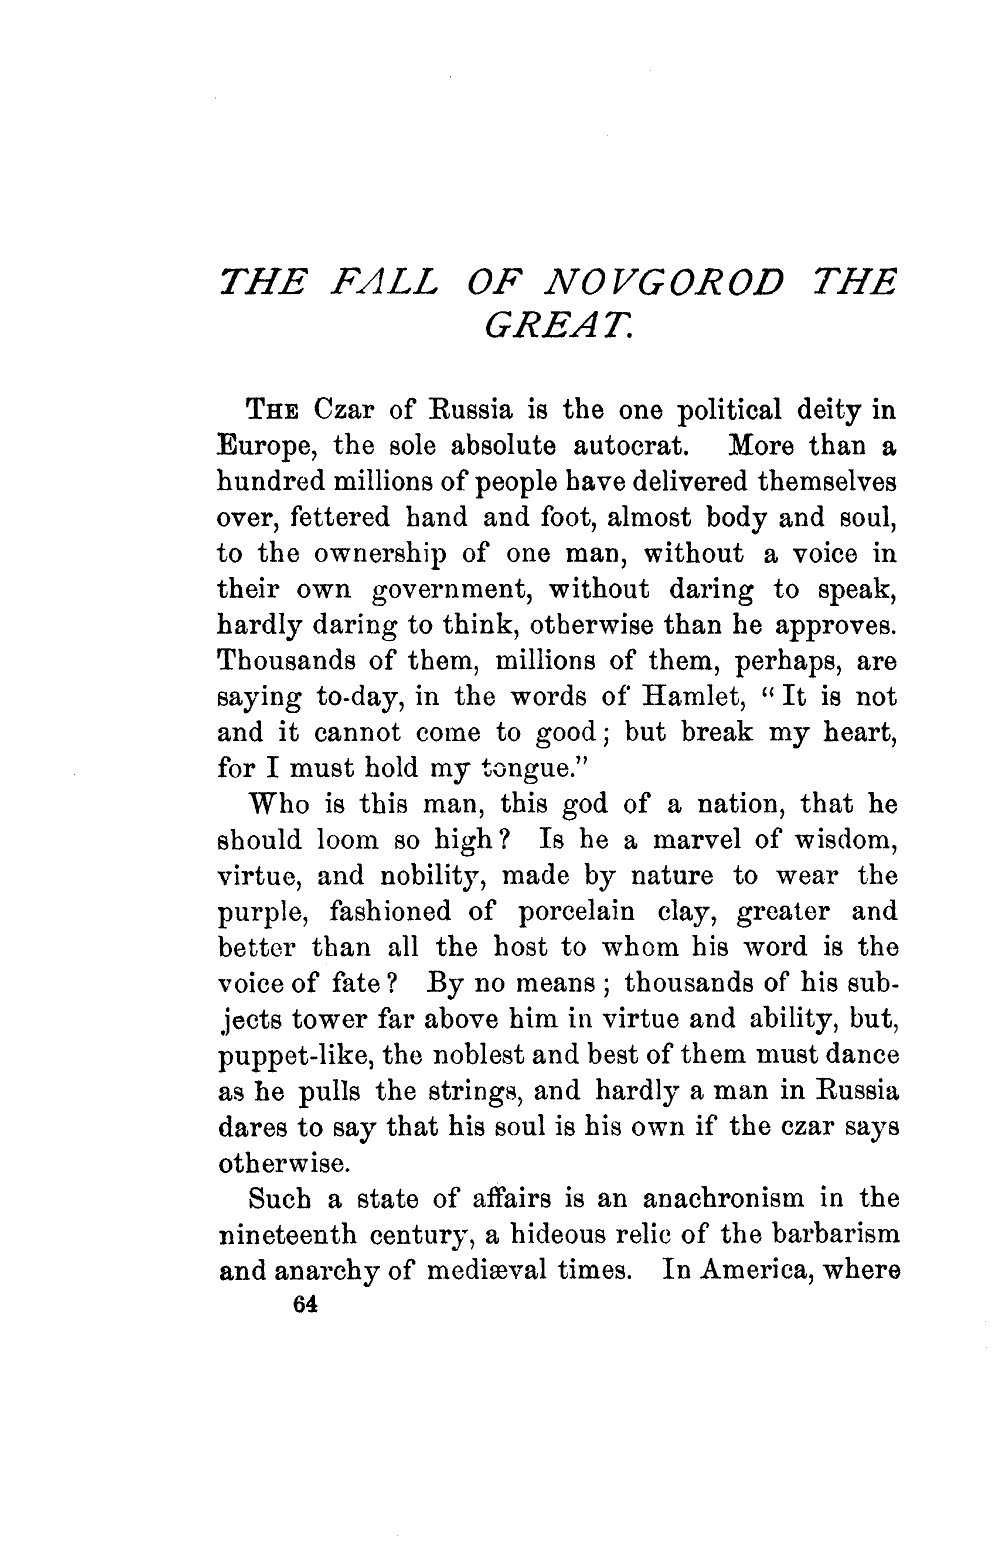 THE FALL OF NOVGOROD THE
GREAT.
THE Czar of Russia is the one political deity in
Europe, the sole absolute autocrat. More than a
hundred millions of people have delivered themselves
over, fettered hand and foot, almost body and soul,
to the ownership of one man, without a voice in
their own government, without daring to speak,
hardly daring to think, otherwise than he approves.
Thousands of them, millions of them, perhaps, are
saying to-day, in the words of Hamlet, “It is not
and it cannot come to good; but break my heart,
for I must hold my tongue.”
Who is this man, this god of a nation, that he
should loom so high? Is he a marvel of wisdom,
virtue, and nobility, made by nature to wear the
purple, fashioned of porcelain clay, greater and
better than all the host to whom his word is the
voice of fate? By no means; thousands of his sub-
jects tower far above him in virtue and ability, but,
puppet-like, the noblest and best of them must dance
as he pulls the strings, and hardly a man in Russia
dares to say that his soul is his own if the czar says
otherwise.
Such a state of affairs is an anachronism in the
nineteenth century, a hideous relic of the barbarism
and anarchy of mediæval times. In America, where
64